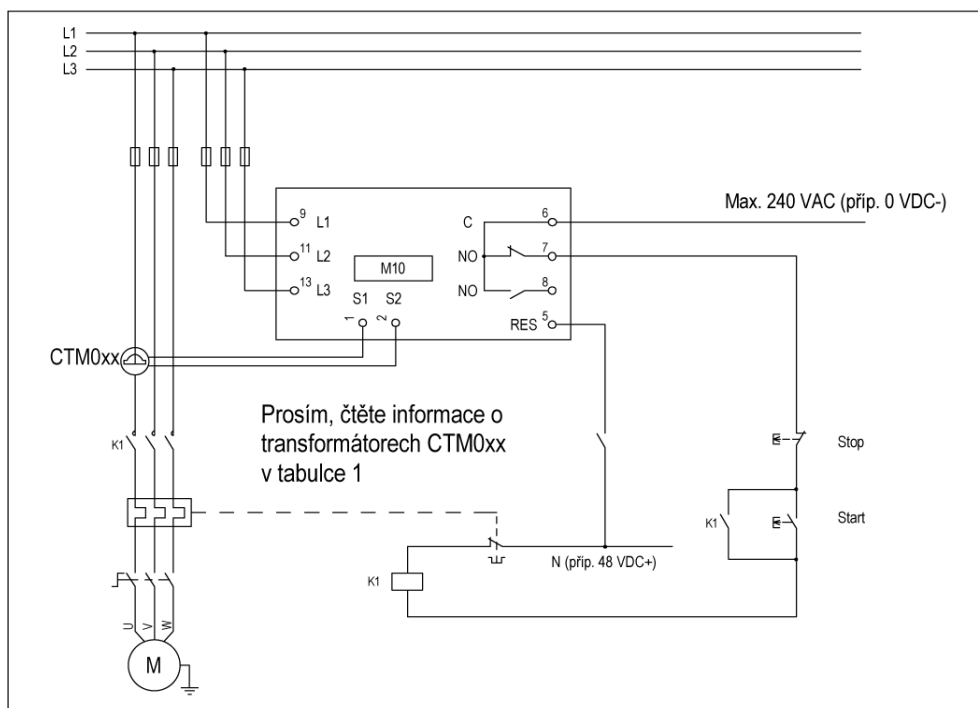 L1
L2
L3
Max. 240 VAC (příp. 0 VDC-)
9 L1
C 6
11 L2
M10
NO 7
13 L3
S1 S2
NO 8
1 2
RES 5
CTM0xx
Prosím, čtěte informace o
transformátorech CTM0xx
v tabulce 1
K1
Stop
K1
Start
N (příp. 48 VDC+)
K1
U V W
M